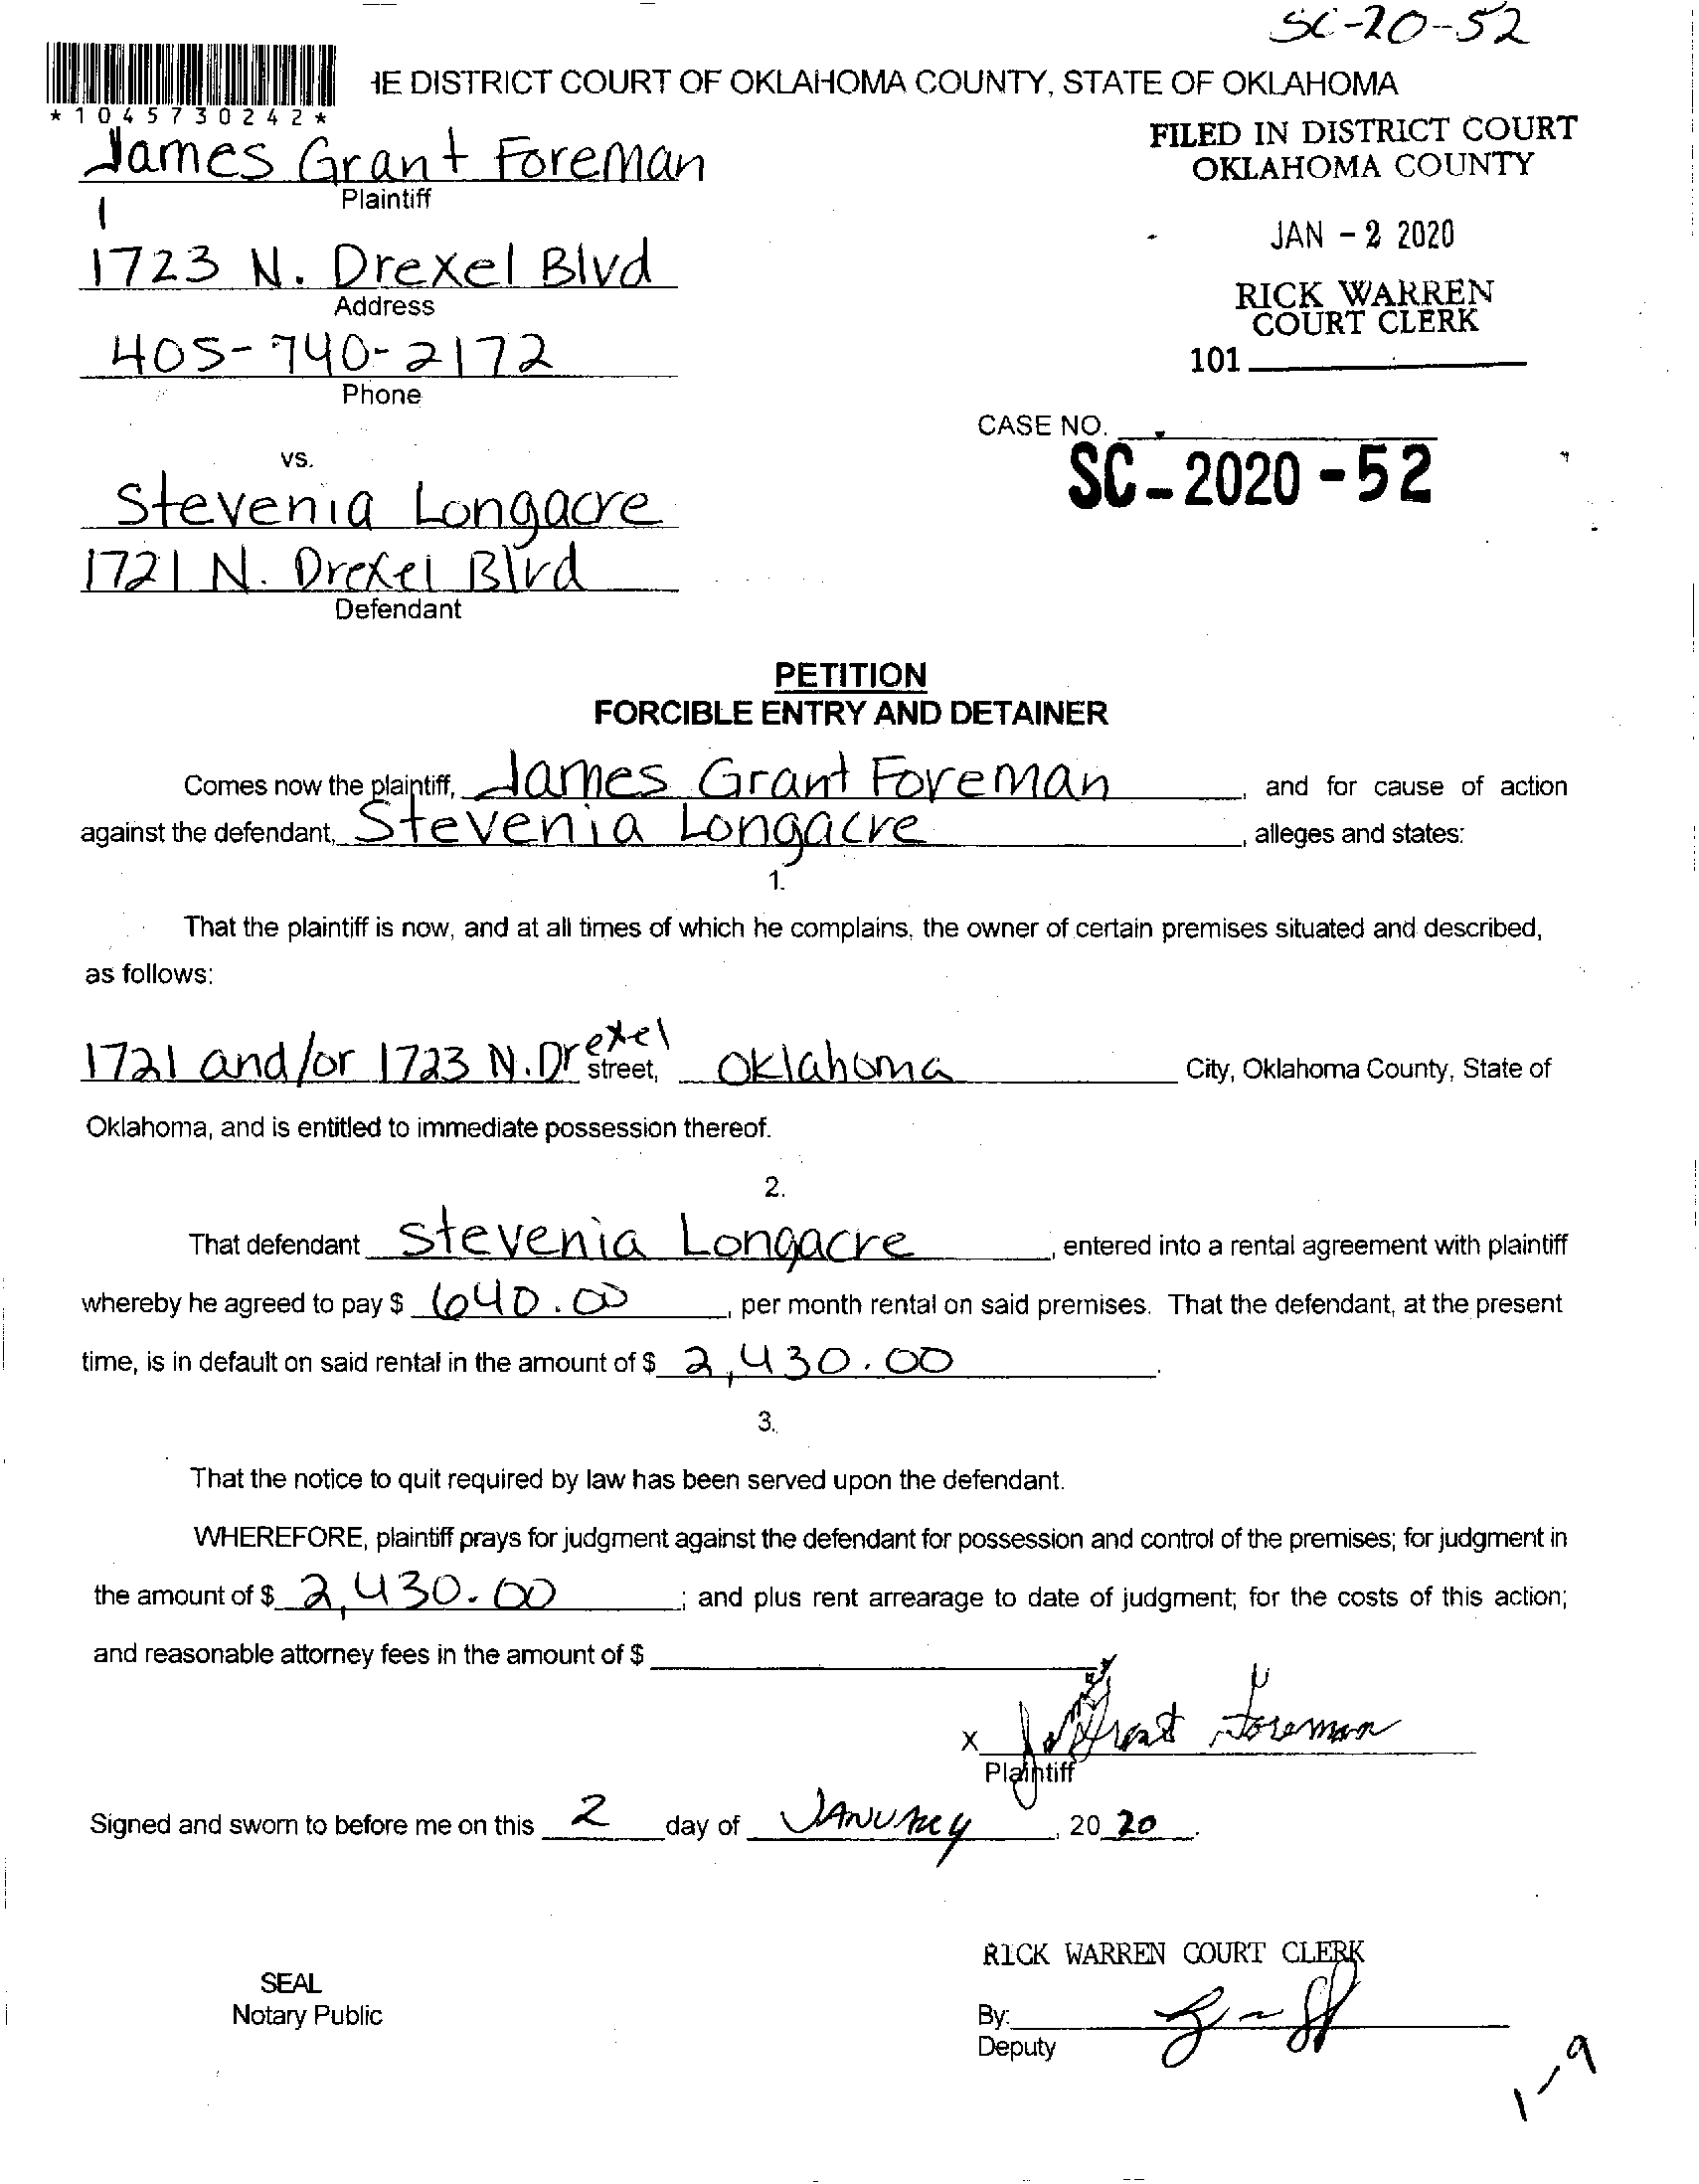 SC-20-52
HE DISTRICT COURT OF OKLAHOMA COUNTY, STATE OF OKLAHOMA
*1045730242*
James Grant Foreman
Plaintiff
FILED IN DISTRICT COURT
OKLAHOMA COUNTY
JAN - 2 2020
1723 N. Drexel Blvd
Address
RICK WARREN
COURT CLERK
405-740-2172
Phone
101
CASE NO.
SC-2020-52
vs.
Stevenia Longacre
1721 N. Drexel Blvd
Defendant
PETITION
FORCIBLE ENTRY AND DETAINER
Comes now the plaintiff, James Grant Foreman, and for cause of action
against the defendant, Stevenia Longacre, alleges and states:
1.
That the plaintiff is now, and at all times of which he complains, the owner of certain premises situated and described,
as follows:
1721 and/or 1723 N. Drexel street, Oklahoma City, Oklahoma County, State of
Oklahoma, and is entitled to immediate possession thereof.
2.
That defendant Stevenia Longacre, entered into a rental agreement with plaintiff
whereby he agreed to pay $ 640.00, per month rental on said premises. That the defendant, at the present
time, is in default on said rental in the amount of $ 2,430.00.
3.
That the notice to quit required by law has been served upon the defendant.
WHEREFORE, plaintiff prays for judgment against the defendant for possession and control of the premises; for judgment in
the amount of $ 2,430.00; and plus rent arrearage to date of judgment; for the costs of this action;
and reasonable attorney fees in the amount of $
x Grant Foreman
Plaintiff
Signed and sworn to before me on this 2 day of January, 20 20.
RICK WARREN COURT CLERK
SEAL
Notary Public
By:
Deputy
1-9